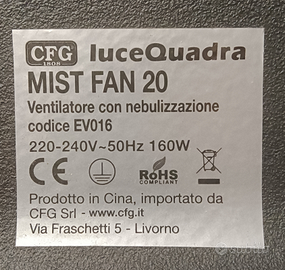 CFG luceQuadra
1808
MIST FAN 20
Ventilatore con nebulizzazione
codice EV016
220-240V~50Hz 160W
CE RoHS
COMPLIANT
Prodotto in Cina, importato da
CFG Srl - www.cfg.it
Via Fraschetti 5 - Livorno